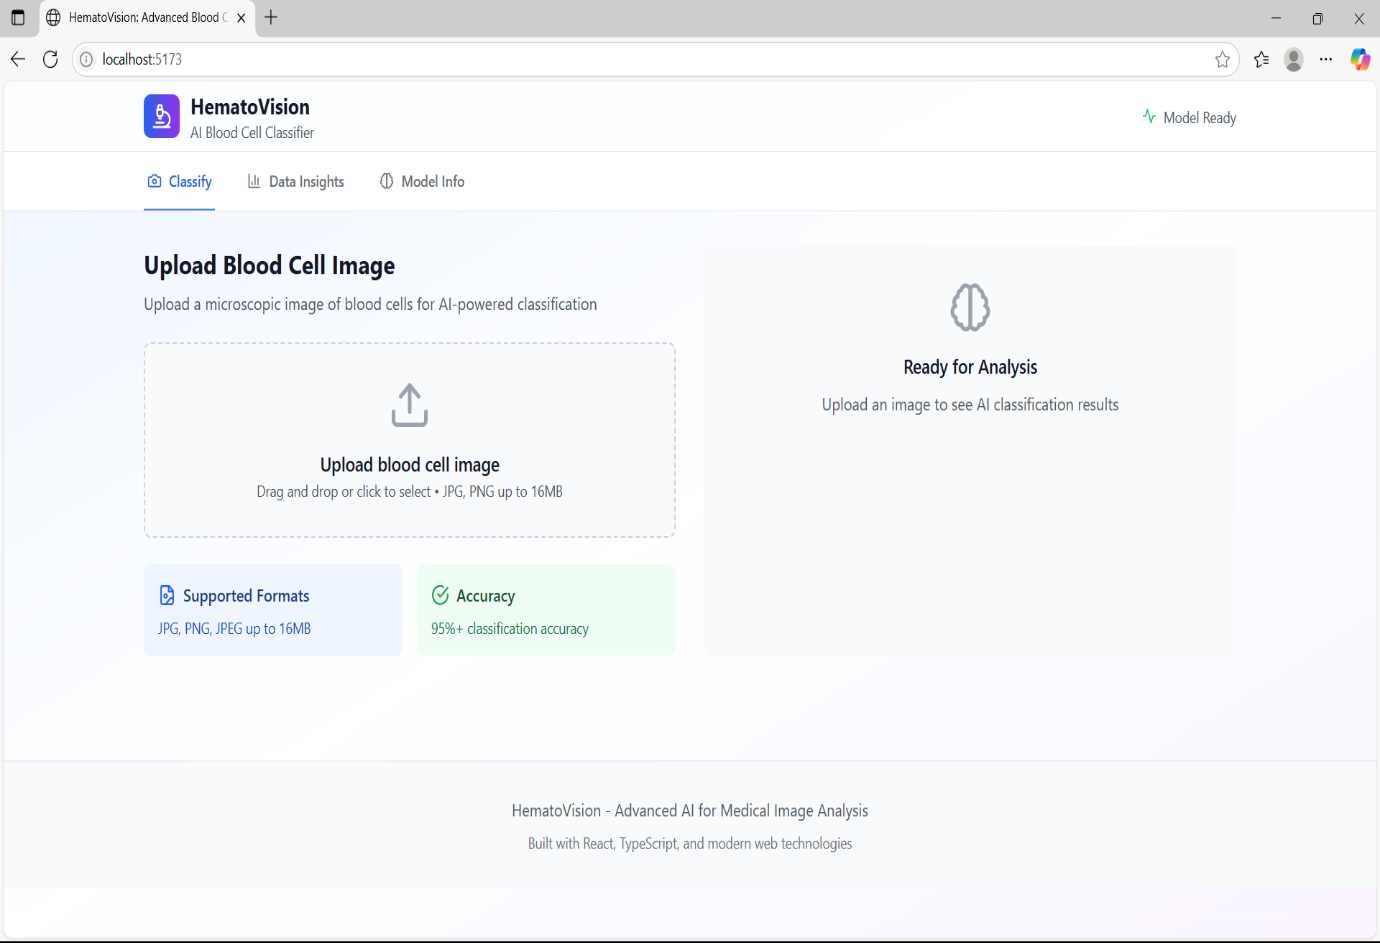 HematoVision: Advanced Blood C
localhost:5173
HematoVision
AI Blood Cell Classifier
Model Ready
Classify
Data Insights
Model Info
Upload Blood Cell Image
Upload a microscopic image of blood cells for AI-powered classification
Upload blood cell image
Drag and drop or click to select • JPG, PNG up to 16MB
Supported Formats
JPG, PNG, JPEG up to 16MB
Accuracy
95%+ classification accuracy
Ready for Analysis
Upload an image to see AI classification results
HematoVision - Advanced AI for Medical Image Analysis
Built with React, TypeScript, and modern web technologies